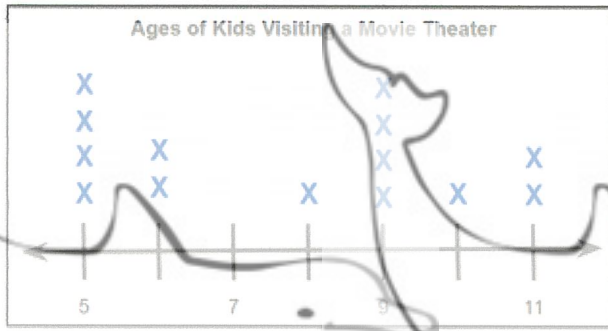 Ages of Kids Visiting a Movie Theater
X X
X X
X X X X
X X X X X X
5 7 9 11